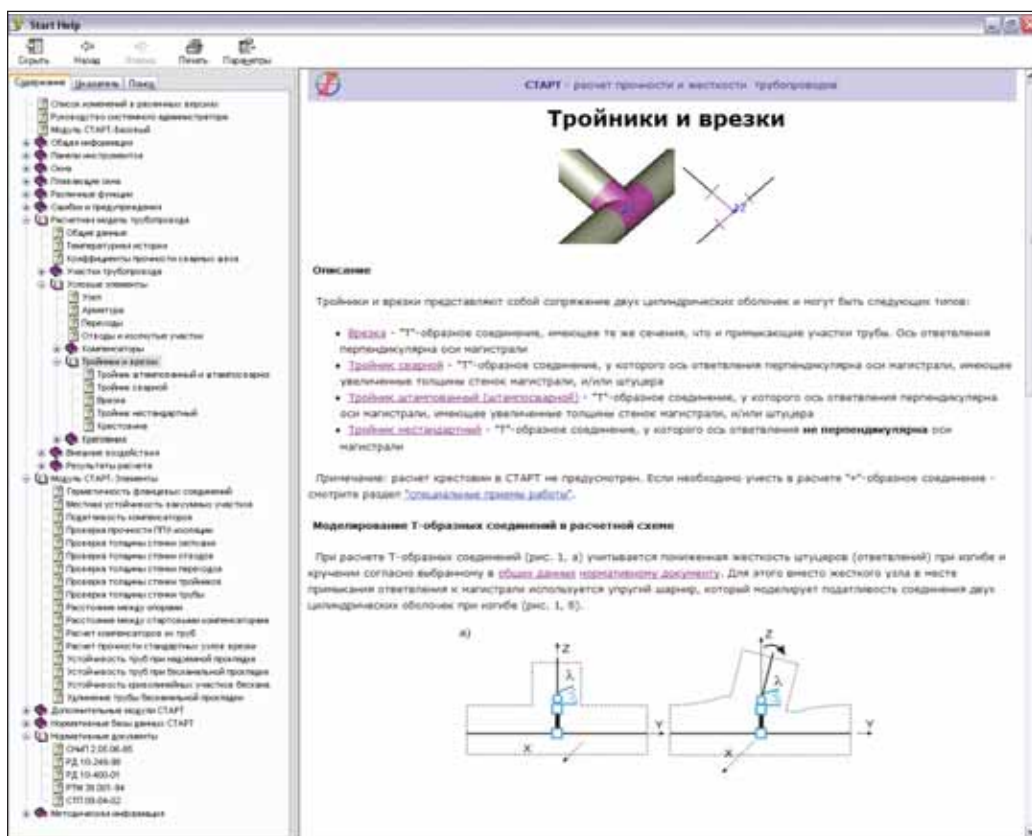 Start Help
Скрыть Назад Вперед Печать Параметры
Содержание Указатель Поиск
Список изменений в различных версиях
Руководство системного администратора
Модуль СТАРТ-Базовый
Общая информация
Панели инструментов
Окна
Плавающие окна
Различные функции
Ошибки и предупреждения
Расчетная модель трубопровода
Общие данные
Температурная история
Коэффициенты прочности сварных швов
Участки трубопровода
Узловые элементы
Узел
Арматура
Переходы
Отводы и изогнутые участки
Компенсаторы
Тройники и врезки
Тройник штампованный и штампосварно
Тройник сварной
Врезка
Тройник нестандартный
Крестовина
Крепления
Внешние воздействия
Результаты расчета
Модуль СТАРТ-Элементы
Герметичность фланцевых соединений
Местная устойчивость вакуумных участков
Податливость компенсаторов
Проверка прочности ППУ-изоляции
Проверка толщины стенки заглушки
Проверка толщины стенки отводов
Проверка толщины стенки переходов
Проверка толщины стенки тройников
Проверка толщины стенки трубы
Расстояние между опорами
Расстояние между стартовыми компенсаторами
Расчет компенсаторов из труб
Расчет прочности стандартных узлов врезки
Устойчивость труб при надземной прокладке
Устойчивость труб при бесканальной прокладке
Устойчивость криволинейных участков бескана
Удлинение трубы бесканальной прокладки
Дополнительные модули СТАРТ
Нормативные базы данных СТАРТ
Нормативные документы
СНиП 2.05.06-85
РД 10-249-98
РД 10-400-01
РТМ 38.001-94
СТП 09-04-02
Методическая информация
СТАРТ - расчет прочности и жесткости трубопроводов
Тройники и врезки
Описание
Тройники и врезки представляют собой сопряжение двух цилиндрических оболочек и могут быть следующих типов:
• Врезка - "Т"-образное соединение, имеющее те же сечения, что и примыкающие участки трубы. Ось ответвления
перпендикулярна оси магистрали
• Тройник сварной - "Т"-образное соединение, у которого ось ответвления перпендикулярна оси магистрали, имеющее
увеличенные толщины стенок магистрали, и/или штуцера
• Тройник штампованный (штампосварной) - "Т"-образное соединение, у которого ось ответвления перпендикулярна
оси магистрали, имеющее увеличенные толщины стенок магистрали, и/или штуцера
• Тройник нестандартный - "Т"-образное соединение, у которого ось ответвления не перпендикулярна оси
магистрали
Примечание: расчет крестовин в СТАРТ не предусмотрен. Если необходимо учесть в расчете "+"-образное соединение -
смотрите раздел "специальные приемы работы".
Моделирование Т-образных соединений в расчетной схеме
При расчете Т-образных соединений (рис. 1, а) учитывается пониженная жесткость штуцеров (ответвлений) при изгибе и
кручении согласно выбранному в общих данных нормативному документу. Для этого вместо жесткого узла в месте
примыкания ответвления к магистрали используется упругий шарнир, который моделирует податливость соединения двух
цилиндрических оболочек при изгибе (рис. 1, б).
а)
Z λ Y X
Z λ Y X